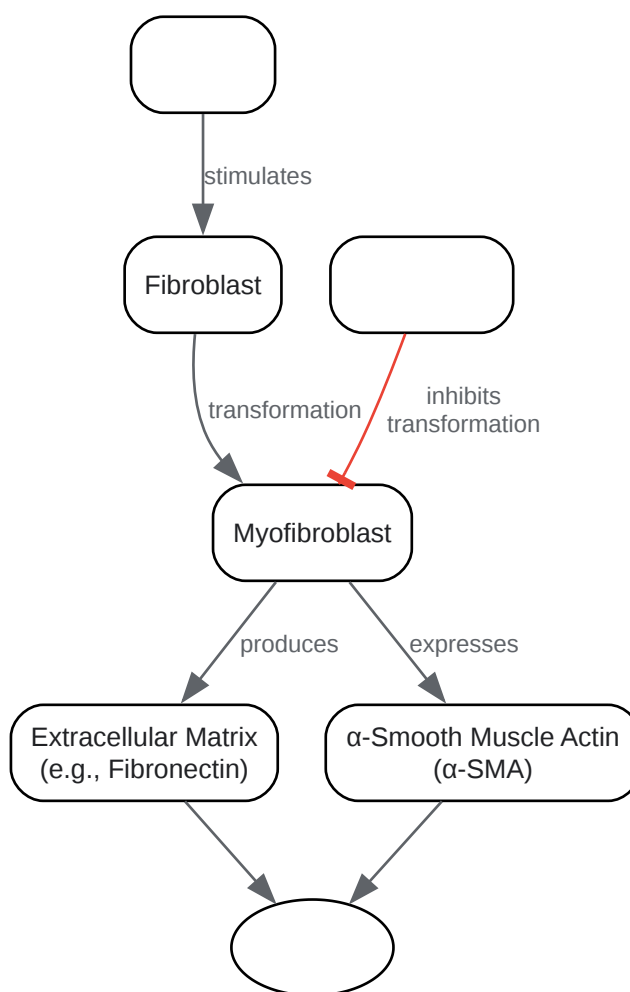 stimulates
Fibroblast
transformation
inhibits
transformation
Myofibroblast
produces
expresses
Extracellular Matrix
(e.g., Fibronectin)
α-Smooth Muscle Actin
(α-SMA)